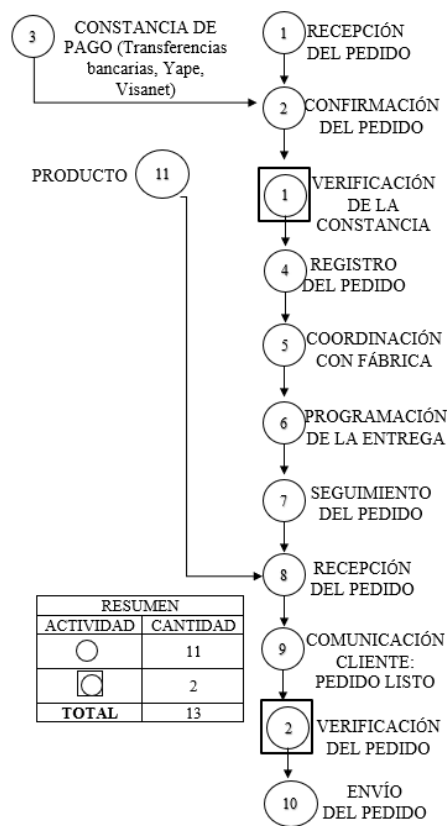 3
CONSTANCIA DE
PAGO (Transferencias
bancarias, Yape,
Visanet)
1
RECEPCIÓN
DEL PEDIDO
2
CONFIRMACIÓN
DEL PEDIDO
PRODUCTO
11
1
VERIFICACIÓN
DE LA
CONSTANCIA
4
REGISTRO
DEL PEDIDO
5
COORDINACIÓN
CON FÁBRICA
6
PROGRAMACIÓN
DE LA ENTREGA
7
SEGUIMIENTO
DEL PEDIDO
8
RECEPCIÓN
DEL PEDIDO
9
COMUNICACIÓN
CLIENTE:
PEDIDO LISTO
2
VERIFICACIÓN
DEL PEDIDO
10
ENVÍO
DEL PEDIDO
RESUMEN
ACTIVIDAD CANTIDAD
11
2
TOTAL 13